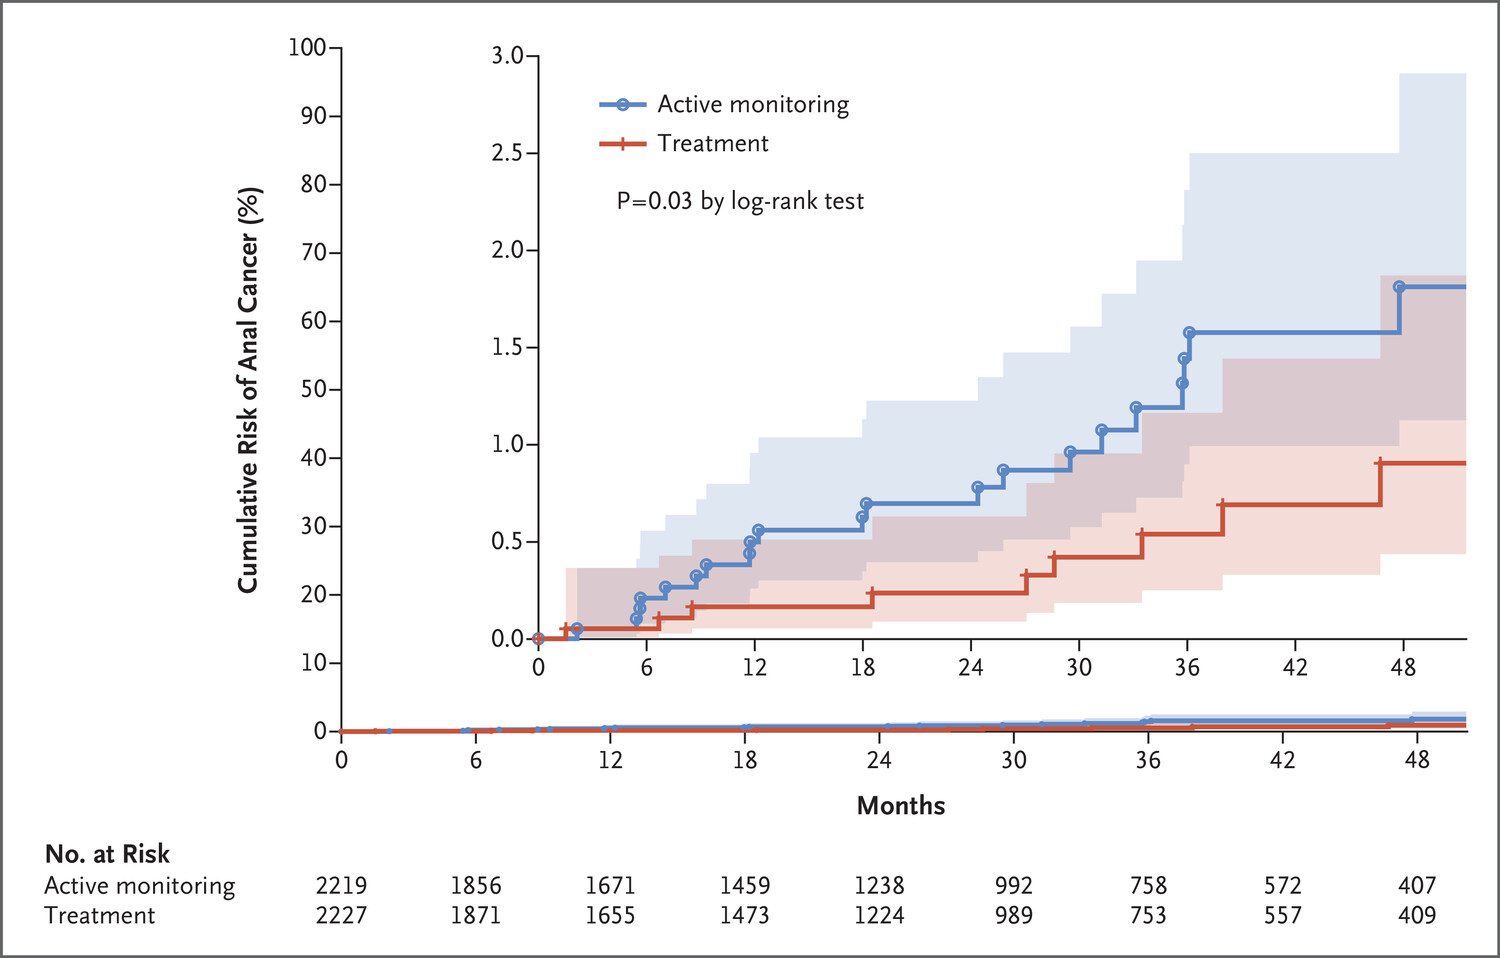 100
90
80
70
60
50
40
30
20
10
0
Cumulative Risk of Anal Cancer (%)
3.0
2.5
2.0
1.5
1.0
0.5
0.0
Active monitoring
Treatment
P=0.03 by log-rank test
0 6 12 18 24 30 36 42 48
0 6 12 18 24 30 36 42 48
Months
No. at Risk
Active monitoring 2219 1856 1671 1459 1238 992 758 572 407
Treatment 2227 1871 1655 1473 1224 989 753 557 409